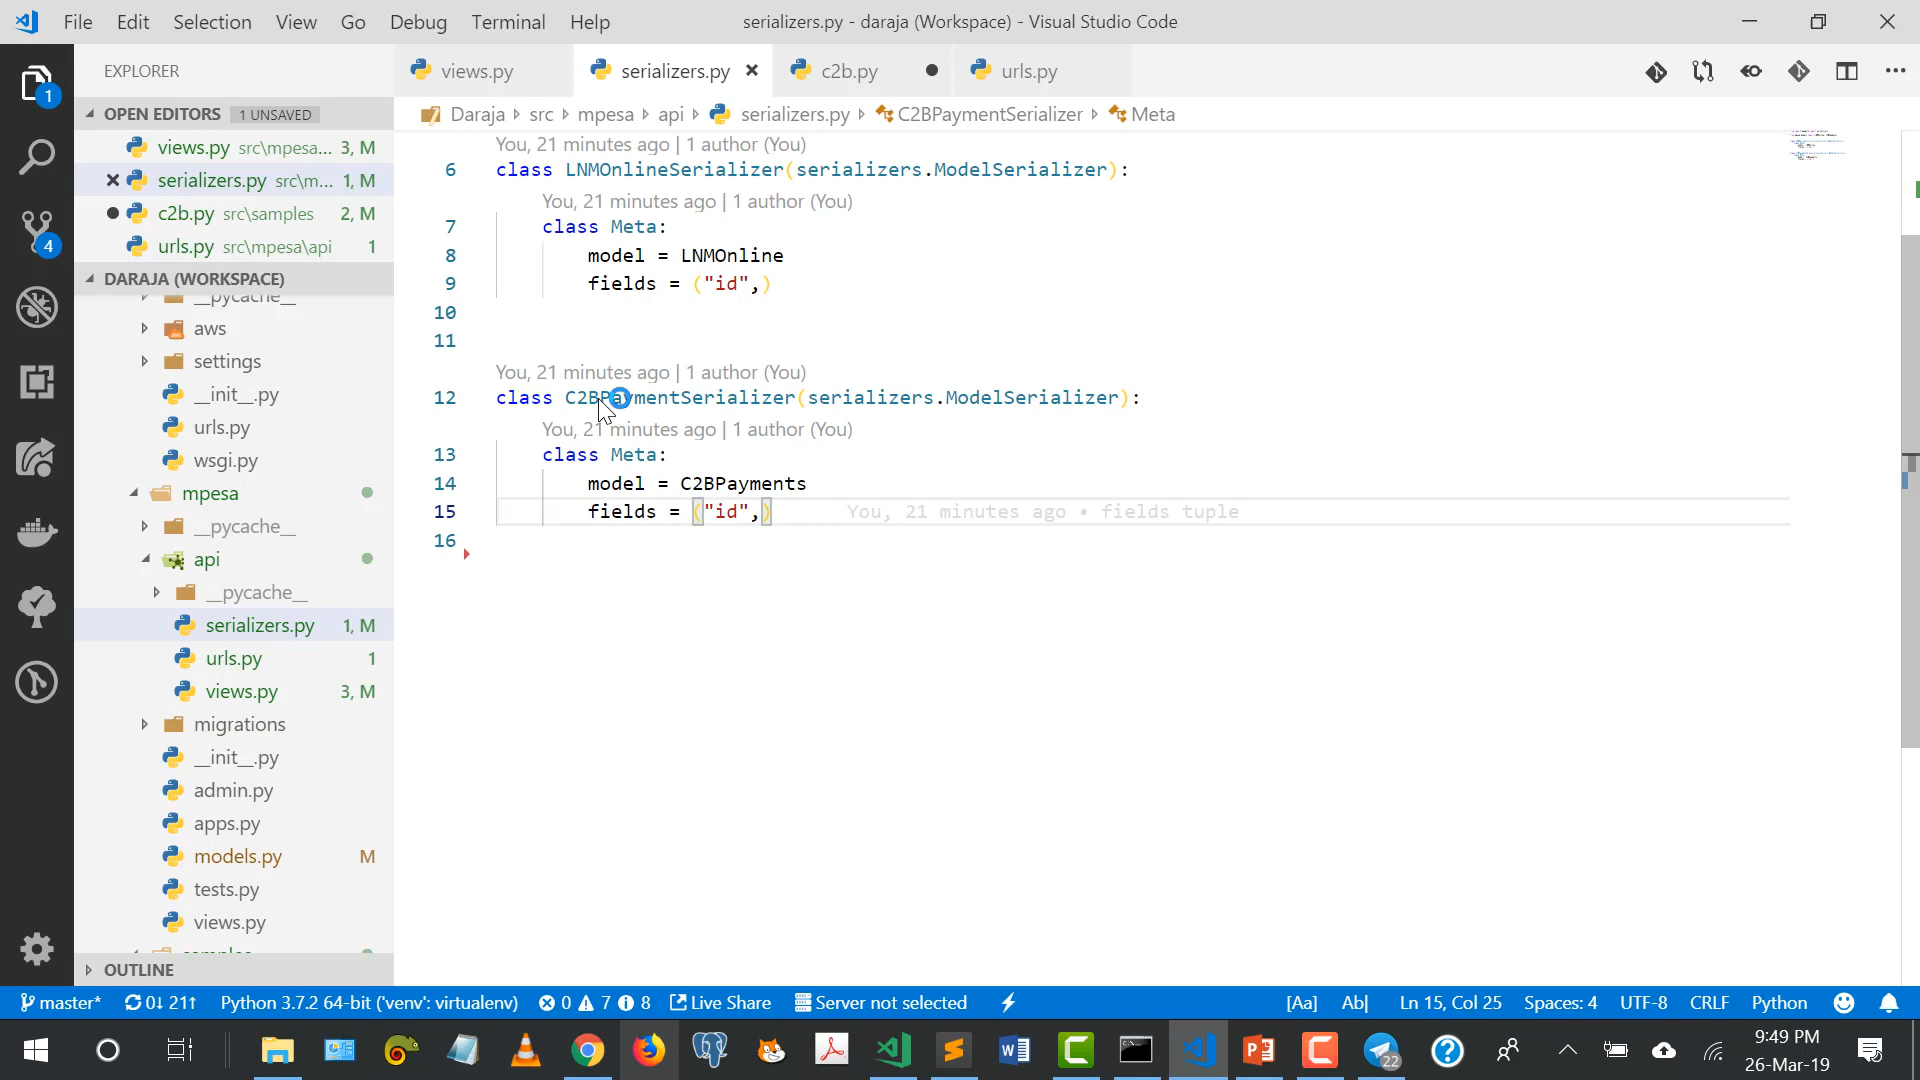 File Edit Selection View Go Debug Terminal Help
serializers.py - daraja (Workspace) - Visual Studio Code
EXPLORER
1
OPEN EDITORS 1 UNSAVED
views.py src\mpesa... 3, M
serializers.py src\m... 1, M
c2b.py src\samples 2, M
urls.py src\mpesa\api 1
4
DARAJA (WORKSPACE)
__pycache__
aws
settings
__init__.py
urls.py
wsgi.py
mpesa
__pycache__
api
__pycache__
serializers.py 1, M
urls.py 1
views.py 3, M
migrations
__init__.py
admin.py
apps.py
models.py M
tests.py
views.py
OUTLINE
views.py serializers.py c2b.py urls.py
Daraja src mpesa api serializers.py C2BPaymentSerializer Meta
You, 21 minutes ago | 1 author (You)
6 class LNMOnlineSerializer(serializers.ModelSerializer):
You, 21 minutes ago | 1 author (You)
7 class Meta:
8 model = LNMOnline
9 fields = ("id",)
10
11
You, 21 minutes ago | 1 author (You)
12 class C2BPaymentSerializer(serializers.ModelSerializer):
You, 21 minutes ago | 1 author (You)
13 class Meta:
14 model = C2BPayments
15 fields = ("id",) You, 21 minutes ago • fields tuple
16
master* 0↓ 21↑ Python 3.7.2 64-bit ('venv': virtualenv) 0 7 8 Live Share Server not selected [Aa] Ab| Ln 15, Col 25 Spaces: 4 UTF-8 CRLF Python
22
9:49 PM
26-Mar-19